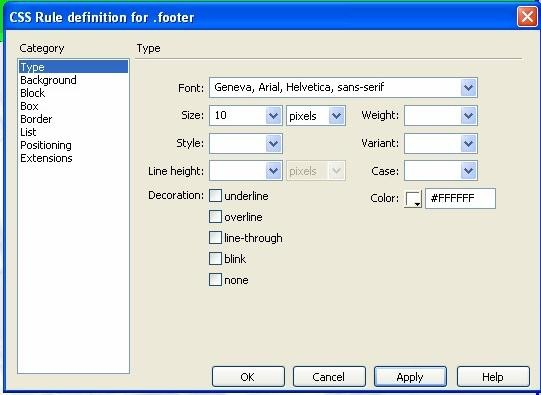 CSS Rule definition for .footer
Category
Type
Type
Background
Block
Box
Border
List
Positioning
Extensions
Font: Geneva, Arial, Helvetica, sans-serif
Size: 10 pixels Weight:
Style: Variant:
Line height: pixels Case:
Decoration: underline Color: #FFFFFF
overline
line-through
blink
none
OK Cancel Apply Help